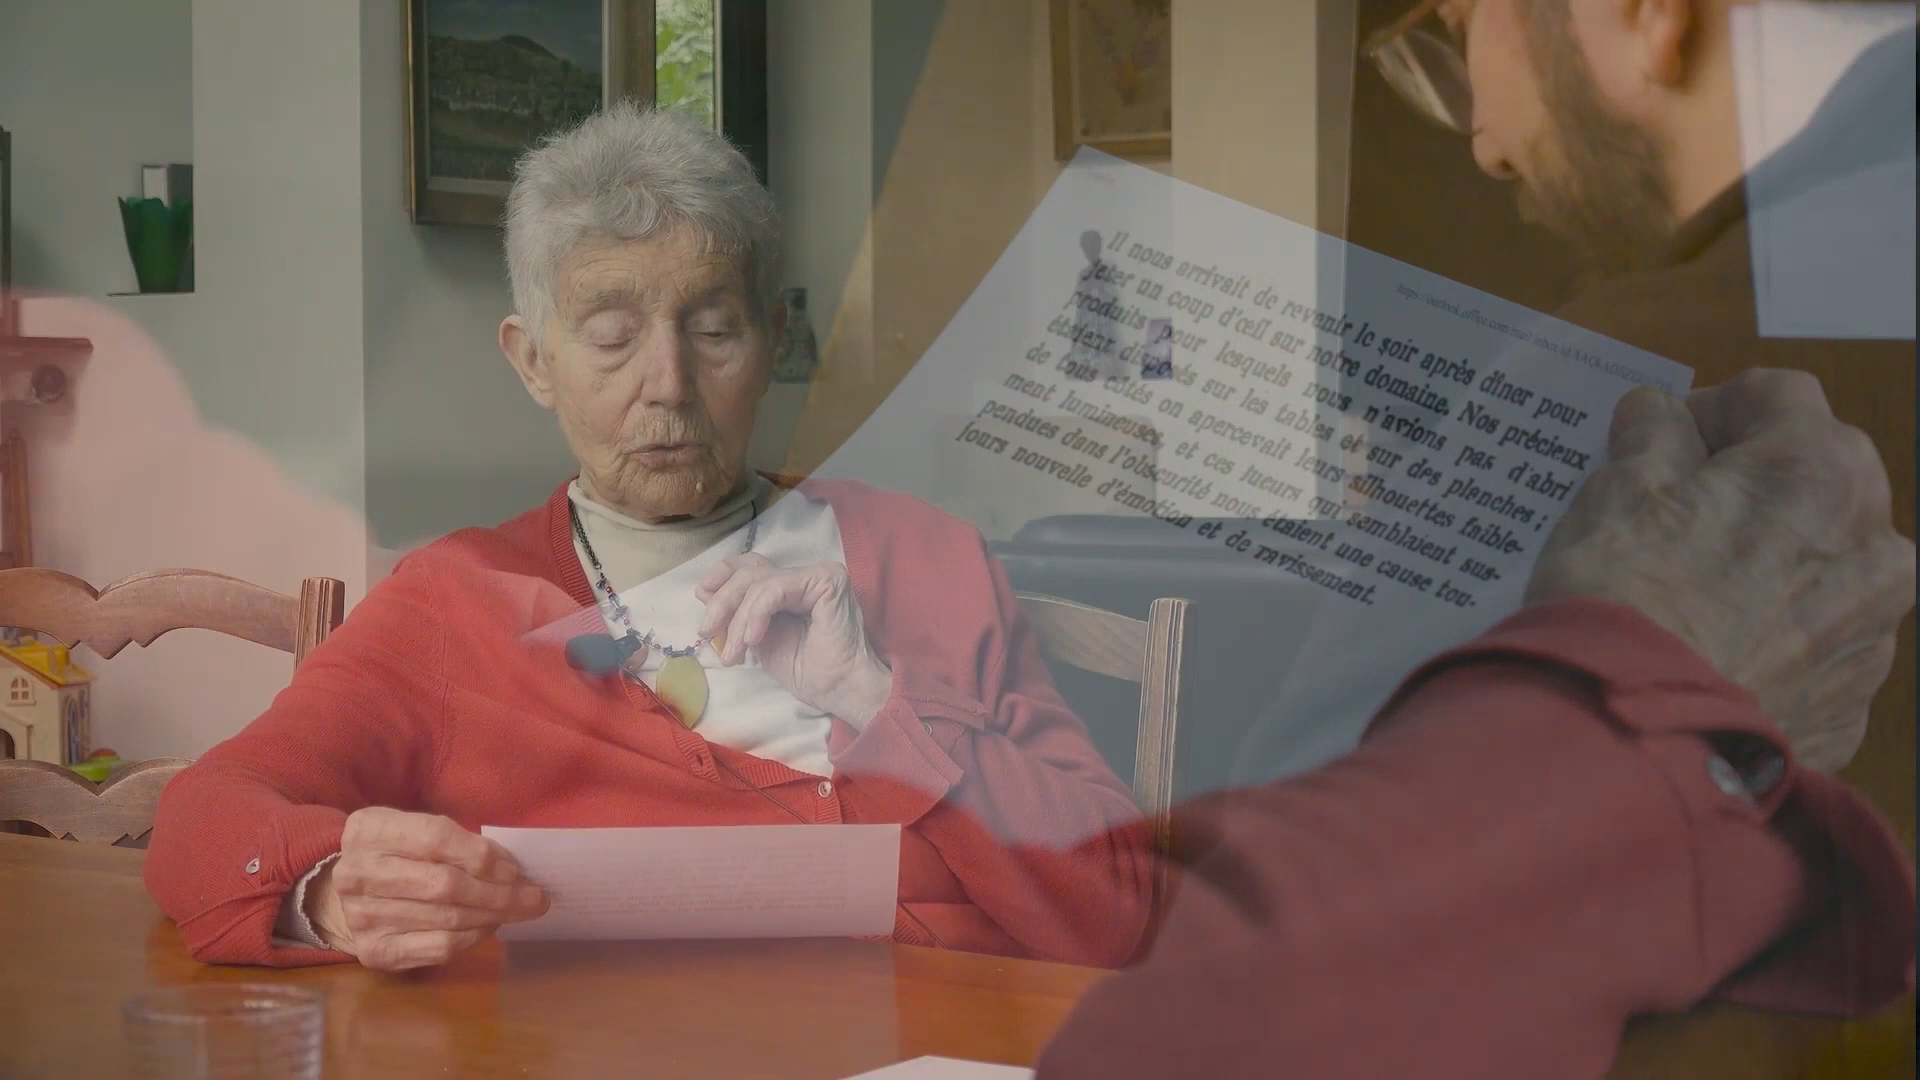 Il nous arrivait de revenir le soir après dîner pour
jeter un coup d'œil sur notre domaine. Nos précieux
produits pour lesquels nous n'avions pas d'abri
étaient disposés sur les tables et sur des planches ;
de tous côtés on apercevait leurs silhouettes faible-
ment lumineuses, et ces lueurs qui semblaient sus-
pendues dans l'obscurité nous étaient une cause tou-
jours nouvelle d'émotion et de ravissement.